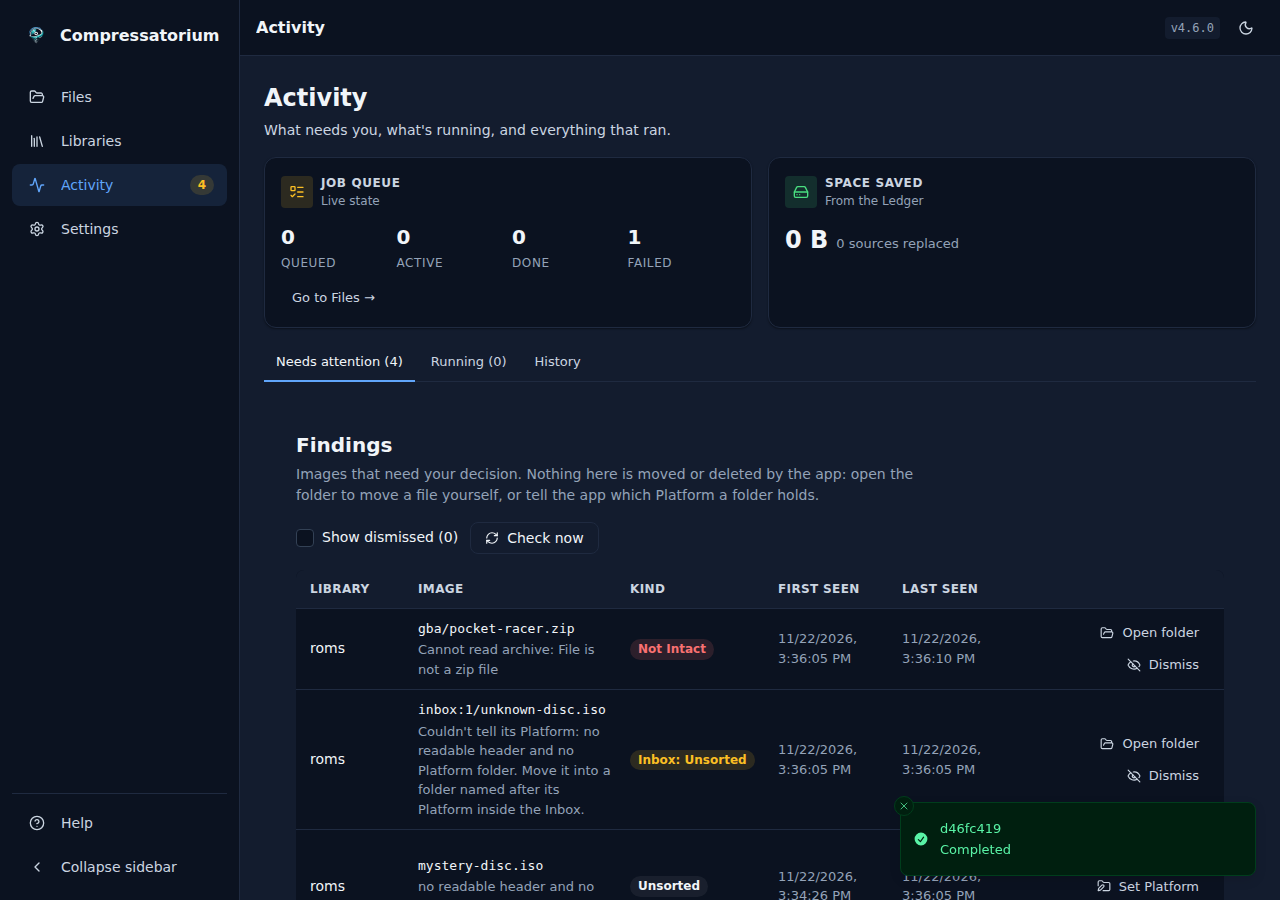 Compressatorium
Files
Libraries
Activity
4
Settings
Help
Collapse sidebar
Activity
v4.6.0
Activity
What needs you, what's running, and everything that ran.
JOB QUEUE
Live state
0
0
0
1
QUEUED
ACTIVE
DONE
FAILED
Go to Files →
SPACE SAVED
From the Ledger
0 B 0 sources replaced
Needs attention (4)
Running (0)
History
Findings
Images that need your decision. Nothing here is moved or deleted by the app: open the
folder to move a file yourself, or tell the app which Platform a folder holds.
Show dismissed (0)
Check now
LIBRARY
IMAGE
KIND
FIRST SEEN
LAST SEEN
roms
gba/pocket-racer.zip
Cannot read archive: File is
not a zip file
Not Intact
11/22/2026,
3:36:05 PM
11/22/2026,
3:36:10 PM
Open folder
Dismiss
roms
inbox:1/unknown-disc.iso
Couldn't tell its Platform: no
readable header and no
Platform folder. Move it into a
folder named after its
Platform inside the Inbox.
Inbox: Unsorted
11/22/2026,
3:36:05 PM
11/22/2026,
3:36:05 PM
Open folder
Dismiss
roms
mystery-disc.iso
no readable header and no
Unsorted
11/22/2026,
3:34:26 PM
11/22/2026,
3:36:05 PM
Set Platform
d46fc419
Completed